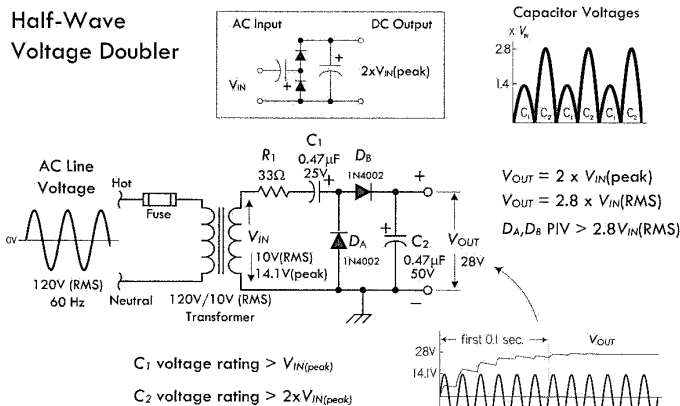 Half-Wave
Voltage Doubler
AC Input
DC Output
VIN
+
+
2xVIN(peak)
Capacitor Voltages
x VIN
2.8
1.4
C1 C2 C1 C2 C1 C2
AC Line
Voltage
0V
120V (RMS)
60 Hz
Hot
Fuse
Neutral
120V/10V (RMS)
Transformer
R1
33Ω
C1
0.47µF
25V
+
DB
1N4002
VIN
10V(RMS)
14.1V(peak)
DA
1N4002
+
C2
0.47µF
50V
+
VOUT
28V
−
VOUT = 2 x VIN(peak)
VOUT = 2.8 x VIN(RMS)
DA,DB PIV > 2.8VIN(RMS)
C1 voltage rating > VIN(peak)
C2 voltage rating > 2xVIN(peak)
first 0.1 sec.
VOUT
28V
14.1V